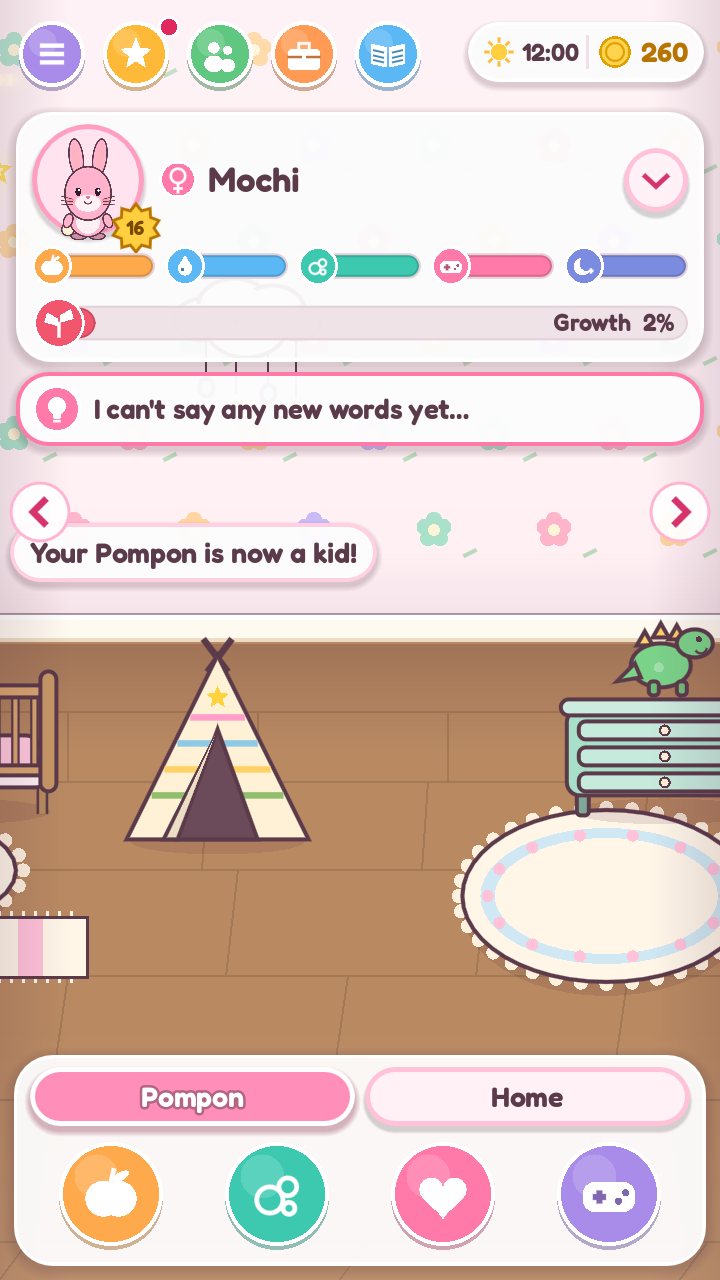 12:00
260
Mochi
16
Growth 2%
I can't say any new words yet...
Your Pompon is now a kid!
Pompon
Home